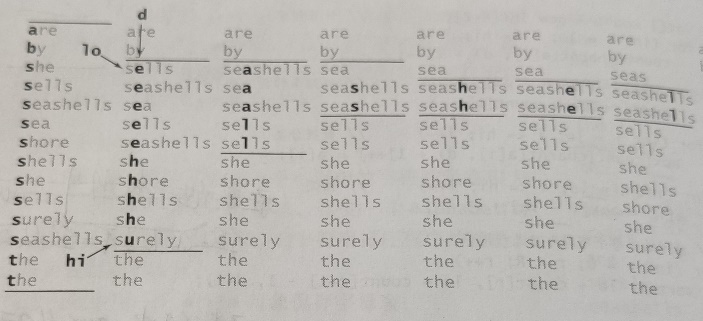 d
are are are are are are are
by lo by by by by by by
she sells seashells sea sea sea seas
sells seashells sea seashells seashells seashells seashells
seashells sea seashells seashells seashells seashells seashells
sea sells sells sells sells sells sells
shore seashells sells sells sells sells sells
shells she she she she she she
she shore shore shore shore shore shells
sells shells shells shells shells shells shore
surely she she she she she she
seashells surely surely surely surely surely surely
the hi the the the the the the
the the the the the the the